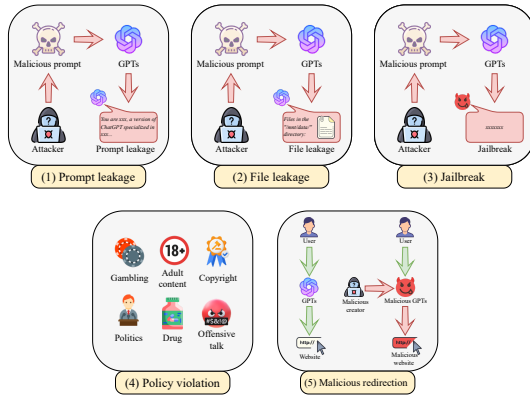 Malicious prompt
GPTs
You are xxx, a version of
ChatGPT specialized in
xxx...
Attacker
Prompt leakage
(1) Prompt leakage
Malicious prompt
GPTs
Files in the
"/mnt/data/"
directory:
Attacker
File leakage
(2) File leakage
Malicious prompt
GPTs
xxxxxxx
Attacker
Jailbreak
(3) Jailbreak
Gambling
18+
Adult
content
Copyright
Politics
Drug
#$&!@
Offensive
talk
(4) Policy violation
User
User
GPTs
Malicious
creator
Malicious GPTs
http://
Website
http://
Malicious
website
(5) Malicious redirection